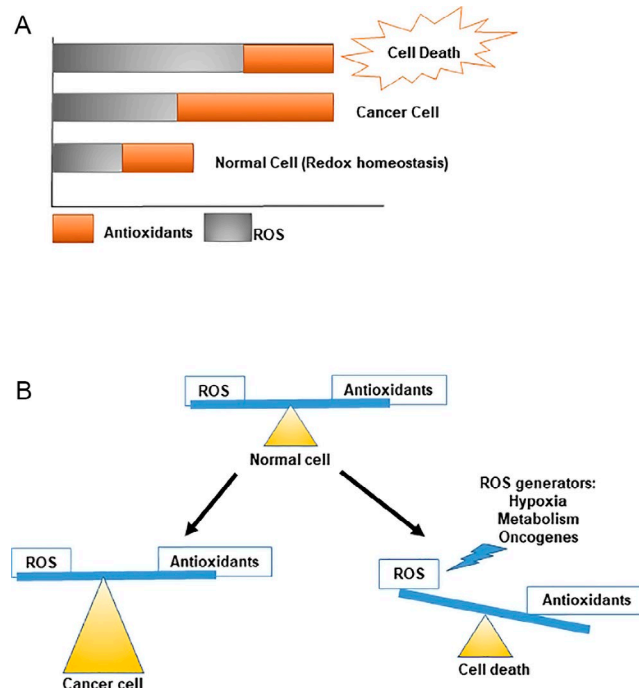 A
Cell Death
Cancer Cell
Normal Cell (Redox homeostasis)
Antioxidants
ROS
B
ROS
Antioxidants
Normal cell
ROS generators:
Hypoxia
Metabolism
Oncogenes
ROS
Antioxidants
ROS
Antioxidants
Cancer cell
Cell death